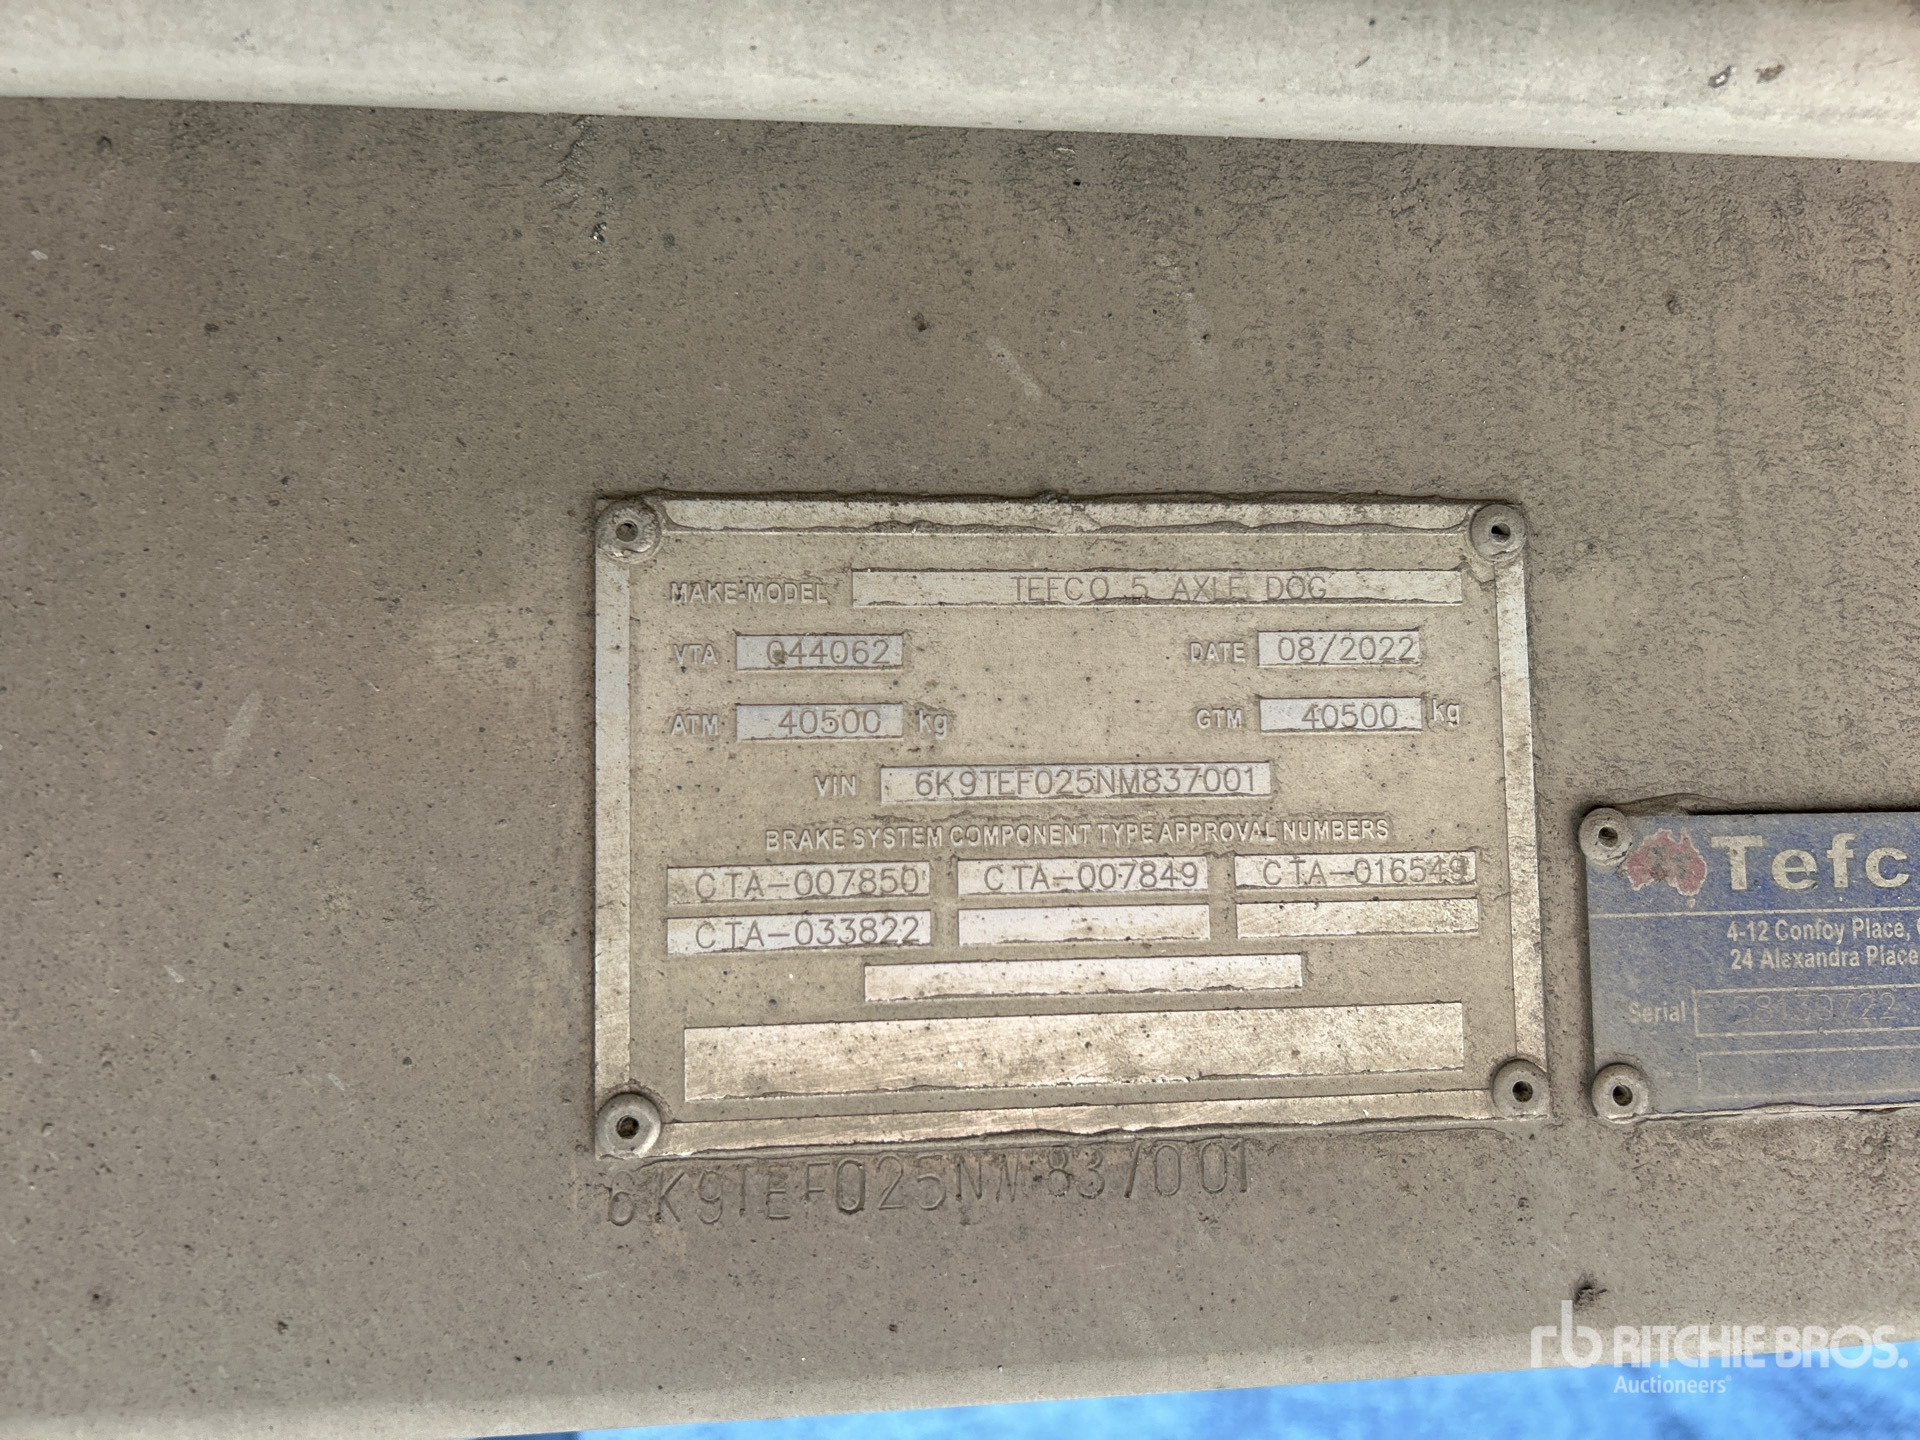 MAKE-MODEL TEFCO 5 AXLE DOG
VTA 044062 DATE 08/2022
ATM 40500 kg GTM 40500 kg
VIN 6K9TEF025NM837001
BRAKE SYSTEM COMPONENT TYPE APPROVAL NUMBERS
CTA-007850 CTA-007849 CTA-016549
CTA-033822
6K9TEF025NM837001
Tefc
4-12 Confoy Place,
24 Alexandra Place
Serial
rb RITCHIE BROS.
Auctioneers